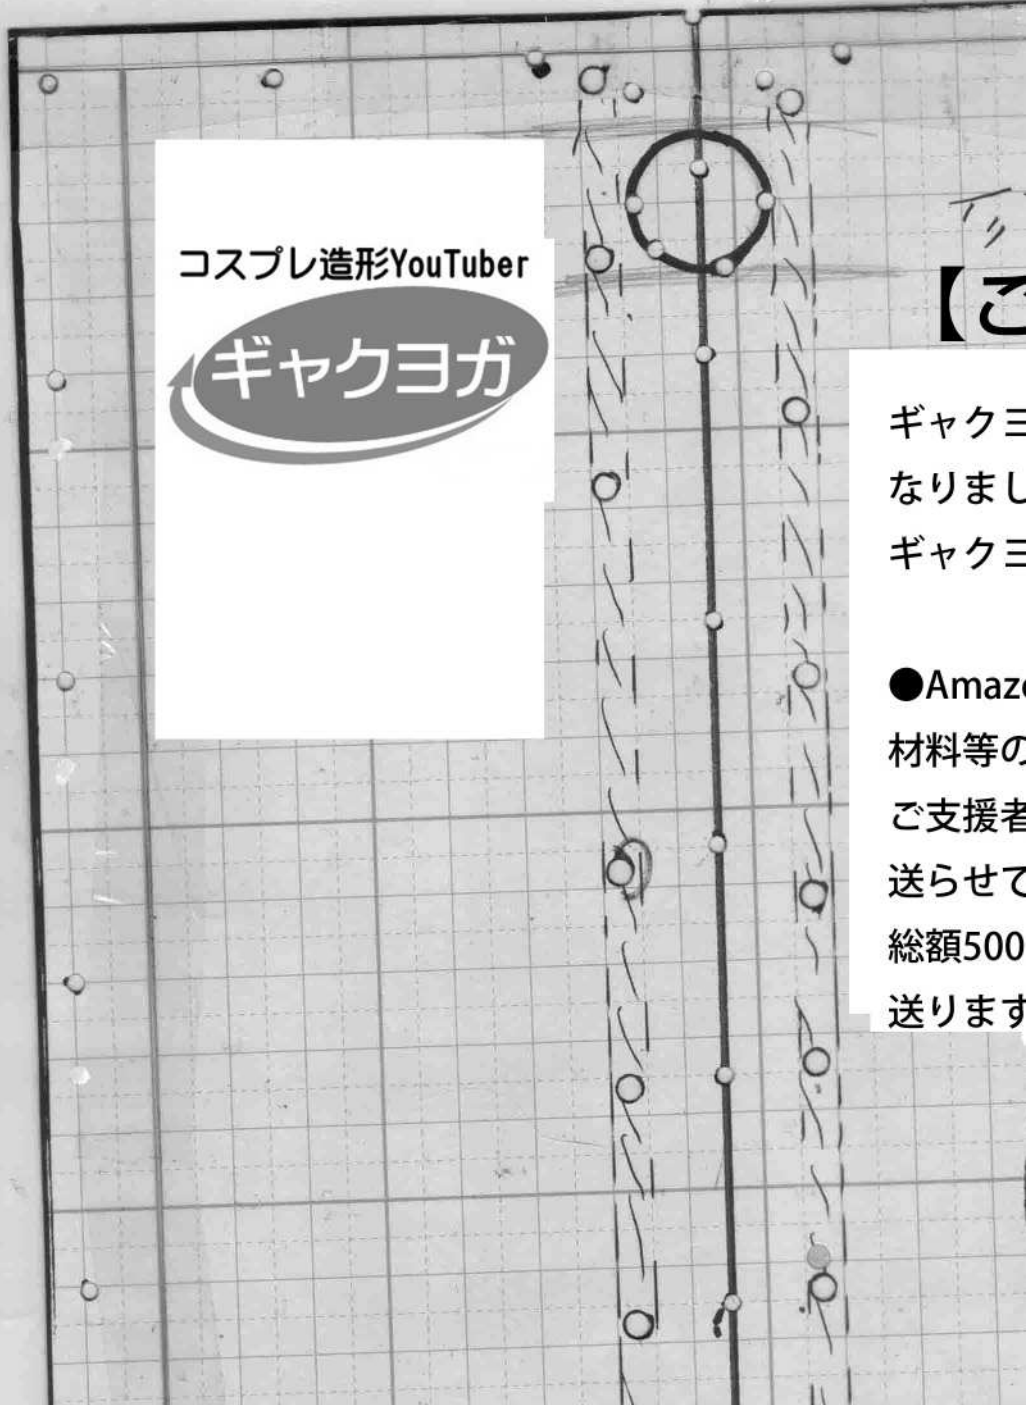 コスプレ造形YouTuber
ギャクヨガ
【ご
ギャクヨ
なりまし
ギャクヨ
●Amaz
材料等の
ご支援者
送らせて
総額500
送ります